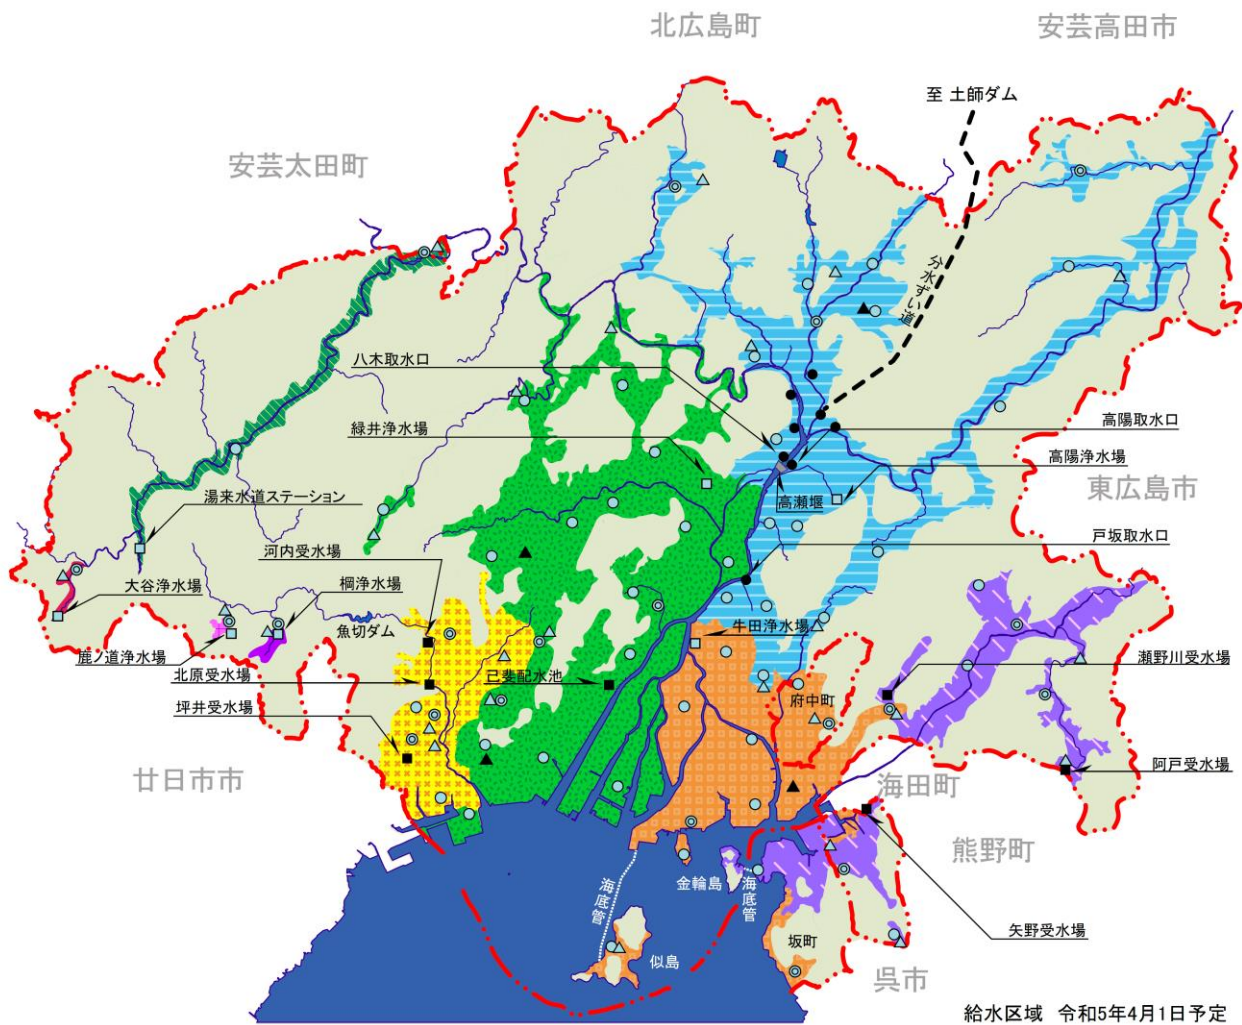 北広島町
安芸高田市
至 土師ダム
安芸太田町
分水ずい道
八木取水口
緑井浄水場
高陽取水口
高陽浄水場
高瀬堰
東広島市
湯来水道ステーション
河内受水場
戸坂取水口
大谷浄水場
椢浄水場
魚切ダム
牛田浄水場
鹿ノ道浄水場
北原受水場
己斐配水池
瀬野川受水場
府中町
坪井受水場
廿日市市
阿戸受水場
海田町
熊野町
金輪島
海底管
海底管
矢野受水場
坂町
似島
呉市
給水区域 令和5年4月1日予定